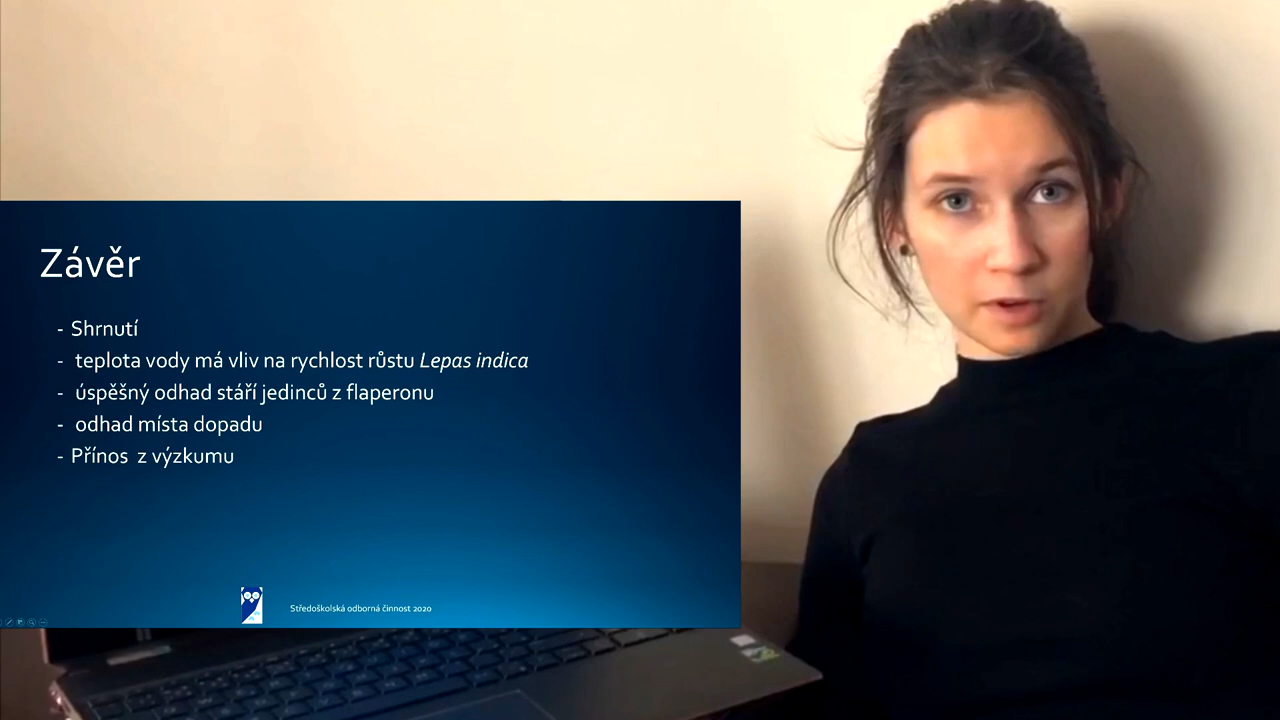 Závěr
- Shrnutí
- teplota vody má vliv na rychlost růstu Lepas indica
- úspěšný odhad stáří jedinců z flaperonu
- odhad místa dopadu
- Přínos z výzkumu
Středoškolská odborná činnost 2020